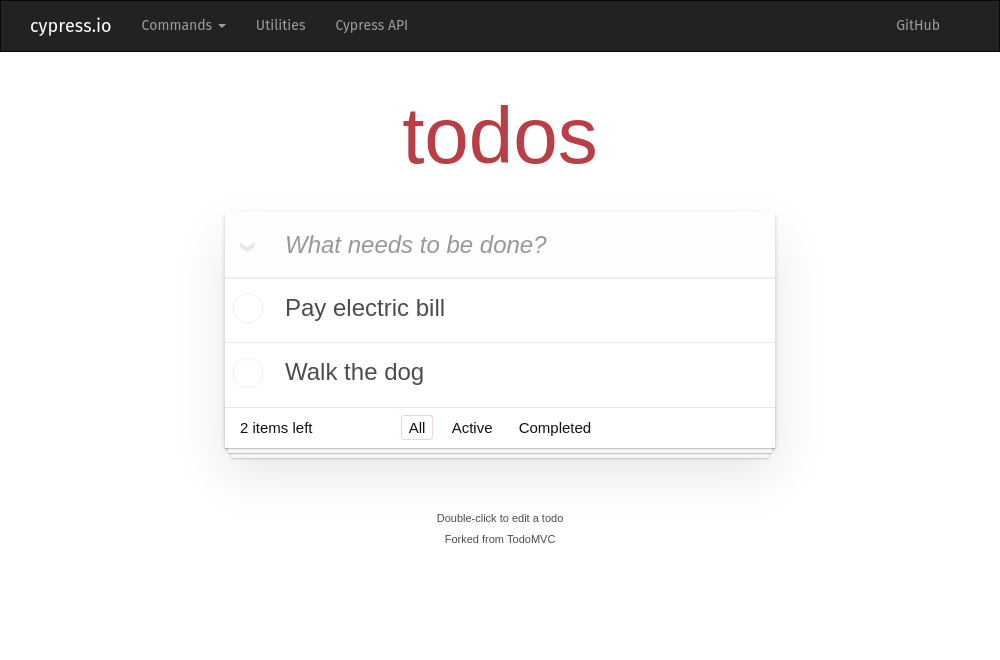 cypress.io Commands Utilities Cypress API GitHub
todos
What needs to be done?
Pay electric bill
Walk the dog
2 items left All Active Completed
Double-click to edit a todo
Forked from TodoMVC